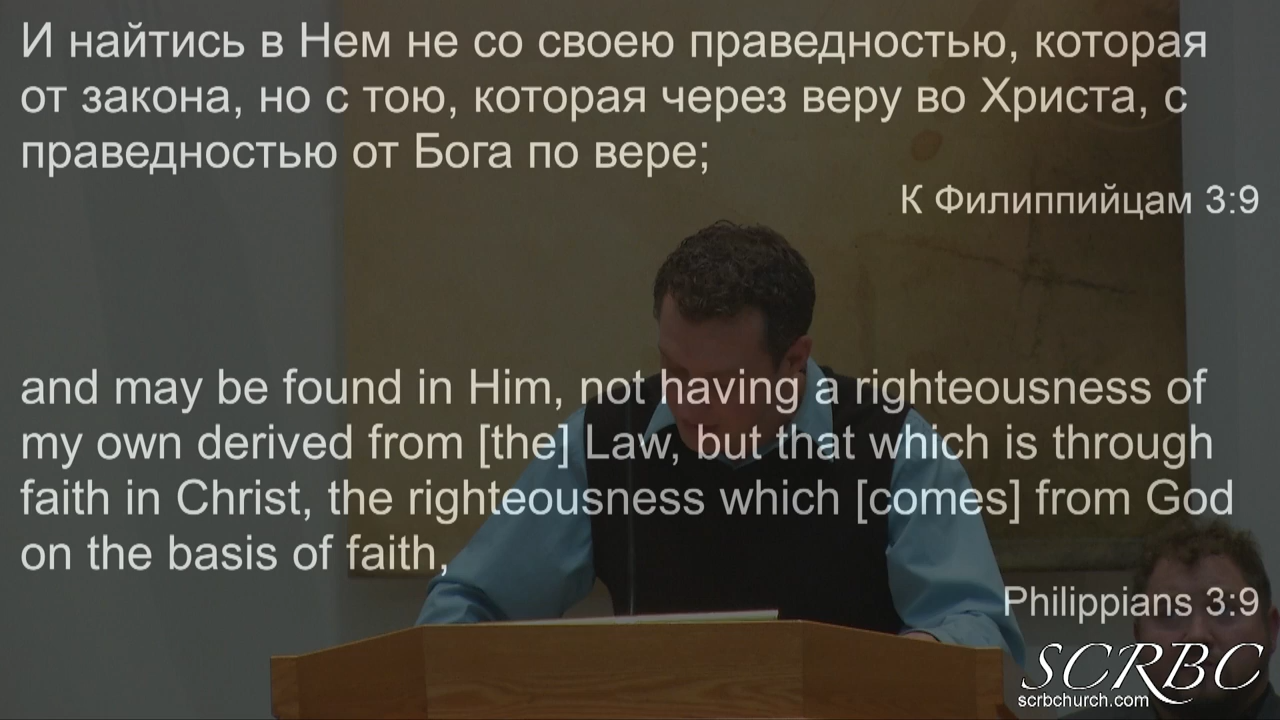 И найтись в Нем не со своею праведностью, которая
от закона, но с тою, которая через веру во Христа, с
праведностью от Бога по вере;
К Филиппийцам 3:9
and may be found in Him, not having a righteousness of
my own derived from [the] Law, but that which is through
faith in Christ, the righteousness which [comes] from God
on the basis of faith,
Philippians 3:9
SCRBC
scrbchurch.com